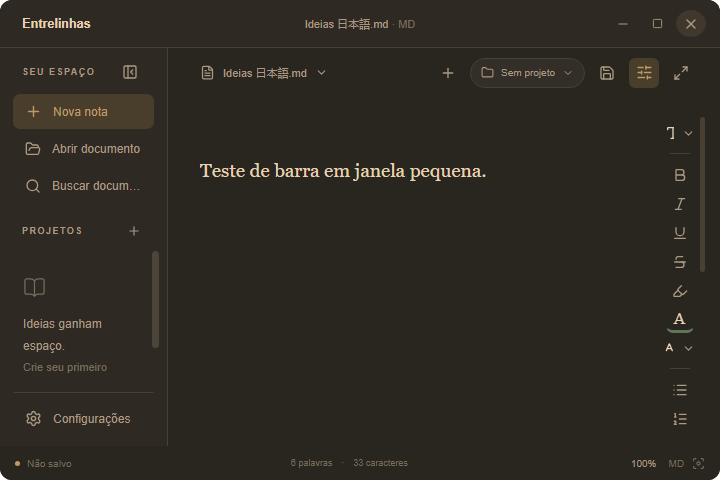 Entrelinhas
Ideias 日本語.md · MD
SEU ESPAÇO
Nova nota
Abrir documento
Buscar docum...
PROJETOS
Ideias ganham
espaço.
Crie seu primeiro
Configurações
Ideias 日本語.md
Sem projeto
Teste de barra em janela pequena.
B
I
U
S
A
A
Não salvo
6 palavras · 33 caracteres
100%
MD